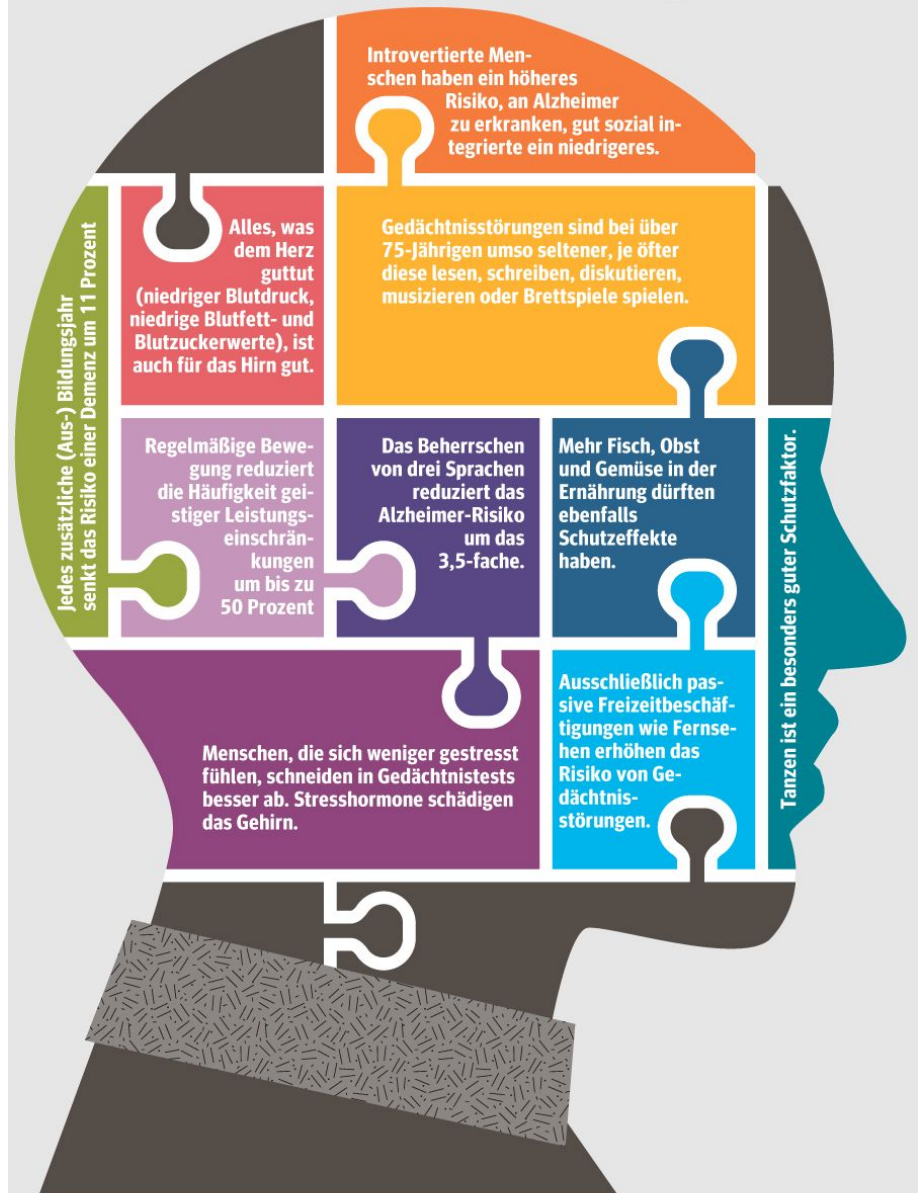 Introvertierte Men-
schen haben ein höheres
Risiko, an Alzheimer
zu erkranken, gut sozial in-
tegrierte ein niedrigeres.
Jedes zusätzliche (Aus-) Bildungsjahr
senkt das Risiko einer Demenz um 11 Prozent
Alles, was
dem Herz
guttut
(niedriger Blutdruck,
niedrige Blutfett- und
Blutzuckerwerte), ist
auch für das Hirn gut.
Gedächtnisstörungen sind bei über
75-Jährigen umso seltener, je öfter
diese lesen, schreiben, diskutieren,
musizieren oder Brettspiele spielen.
Regelmäßige Bewe-
gung reduziert
die Häufigkeit gei-
stiger Leistungs-
einschrän-
kungen
um bis zu
50 Prozent
Das Beherrschen
von drei Sprachen
reduziert das
Alzheimer-Risiko
um das
3,5-fache.
Mehr Fisch, Obst
und Gemüse in der
Ernährung dürften
ebenfalls
Schutzeffekte
haben.
Tanzen ist ein besonders guter Schutzfaktor.
Menschen, die sich weniger gestresst
fühlen, schneiden in Gedächtnistests
besser ab. Stresshormone schädigen
das Gehirn.
Ausschließlich pas-
sive Freizeitbeschäf-
tigungen wie Fernse-
hen erhöhen das
Risiko von Ge-
dächtnis-
störungen.